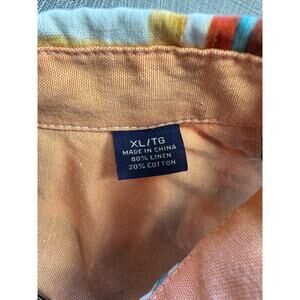 XL/TG
MADE IN CHINA
80% LINEN
20% COTTON